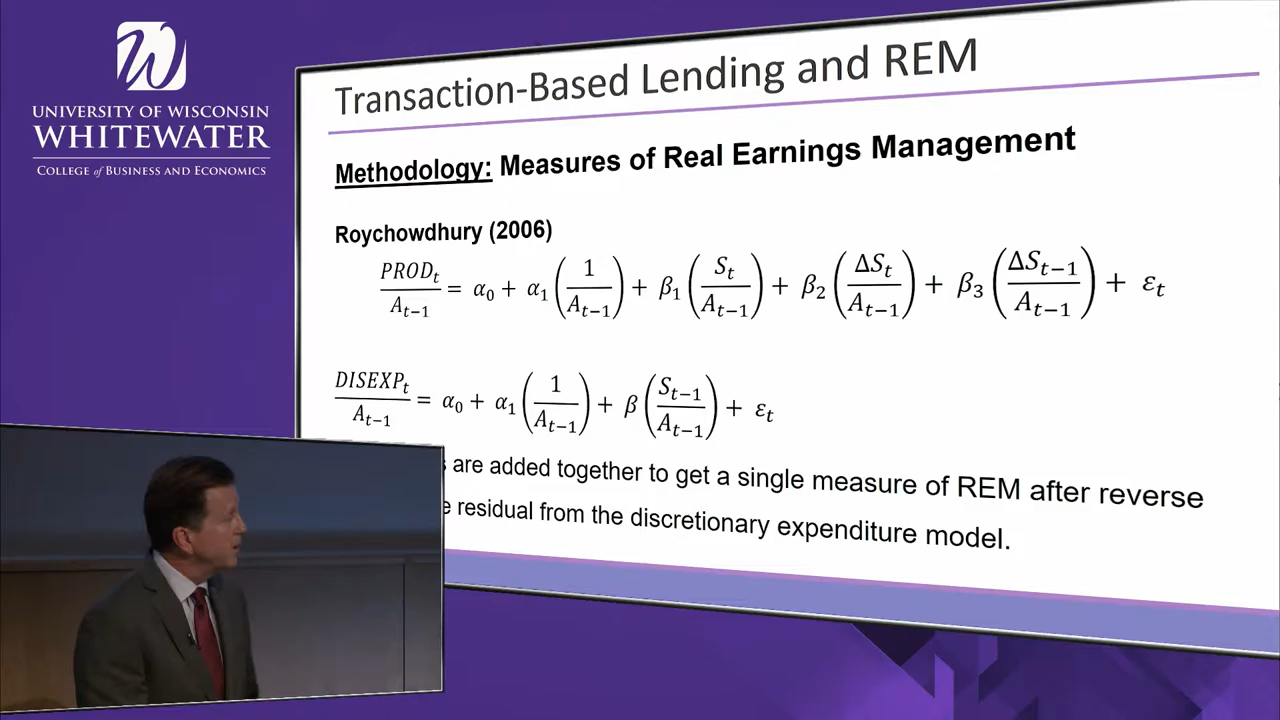 UNIVERSITY OF WISCONSIN
WHITEWATER
COLLEGE of BUSINESS AND ECONOMICS
Transaction-Based Lending and REM
Methodology: Measures of Real Earnings Management
Roychowdhury (2006)
PROD_t / A_{t−1} = α_0 + α_1 (1 / A_{t−1}) + β_1 (S_t / A_{t−1}) + β_2 (ΔS_t / A_{t−1}) + β_3 (ΔS_{t−1} / A_{t−1}) + ε_t
DISEXP_t / A_{t−1} = α_0 + α_1 (1 / A_{t−1}) + β (S_{t−1} / A_{t−1}) + ε_t
are added together to get a single measure of REM after reverse
residual from the discretionary expenditure model.